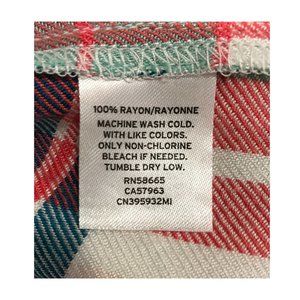 100% RAYON/RAYONNE
MACHINE WASH COLD.
WITH LIKE COLORS.
ONLY NON-CHLORINE
BLEACH IF NEEDED.
TUMBLE DRY LOW.
RN58665
CA57963
CN395932MI